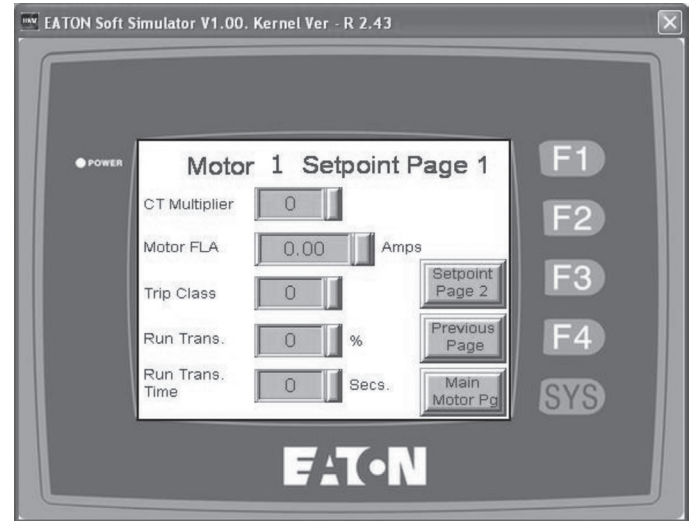 EATON Soft Simulator V1.00. Kernel Ver - R 2.43
POWER
Motor 1 Setpoint Page 1
CT Multiplier 0
Motor FLA 0.00 Amps
Trip Class 0
Run Trans. 0 %
Run Trans.
Time 0 Secs.
Setpoint
Page 2
Previous
Page
Main
Motor Pg
F1
F2
F3
F4
SYS
EATON